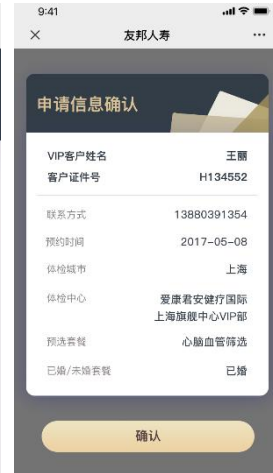 9:41
友邦人寿
申请信息确认
VIP客户姓名 王丽
客户证件号 H134552
联系方式 13880391354
预约时间 2017-05-08
体检城市 上海
体检中心 爱康君安健疗国际
上海旗舰中心VIP部
预选套餐 心脑血管筛选
已婚/未婚套餐 已婚
确认